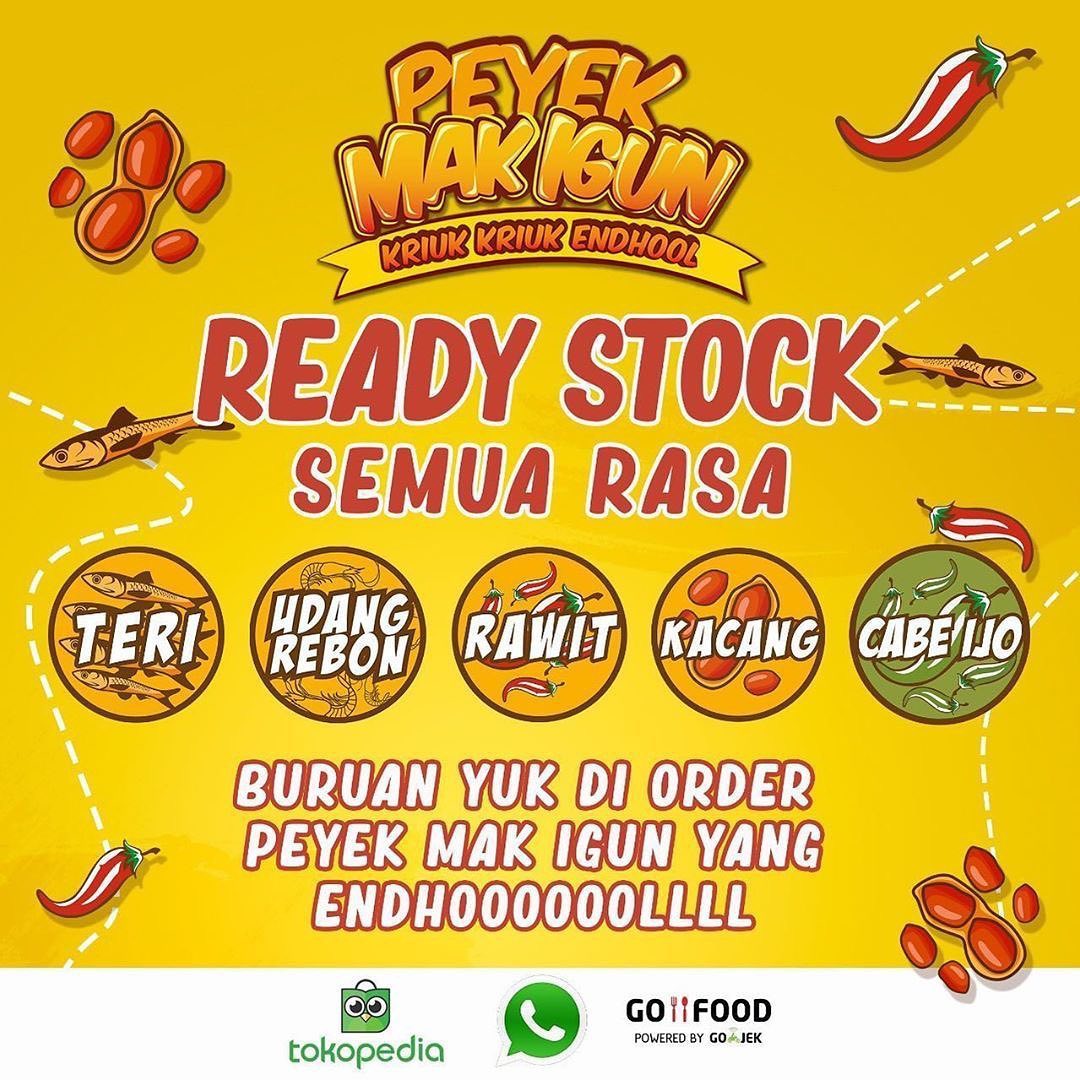 PEYEK
MAK IGUN
KRIUK KRIUK ENDHOOL
READY STOCK
SEMUA RASA
TERI
UDANG
REBON
RAWIT
KACANG
CABE IJO
BURUAN YUK DI ORDER
PEYEK MAK IGUN YANG
ENDHOOOOOOLLLL
tokopedia
GO FOOD
POWERED BY GOJEK